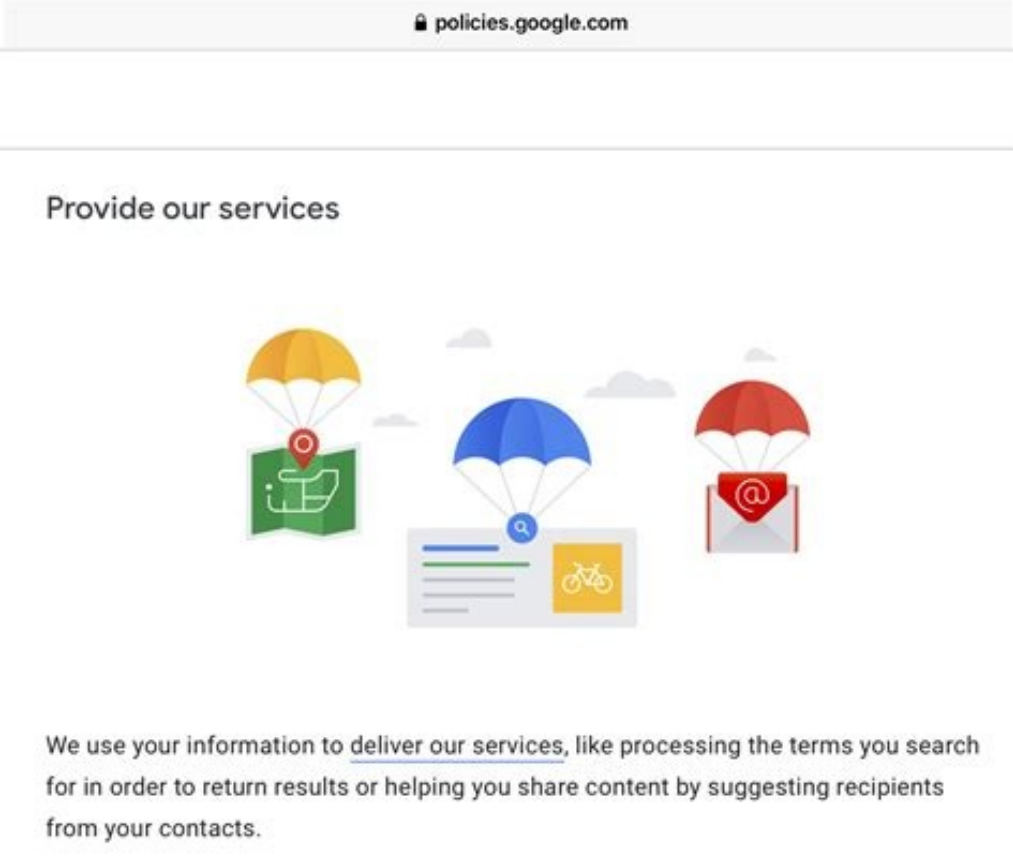 policies.google.com
Provide our services
@
We use your information to deliver our services, like processing the terms you search
for in order to return results or helping you share content by suggesting recipients
from your contacts.